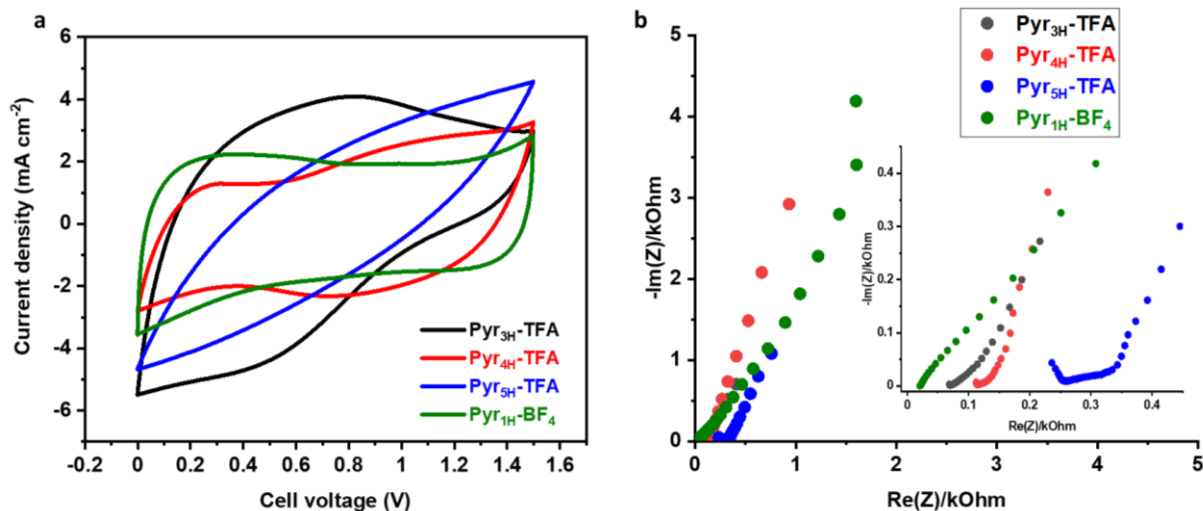 a
Current density (mA cm⁻²)
6
4
2
0
-2
-4
-6
-0.2 0 0.2 0.4 0.6 0.8 1.0 1.2 1.4 1.6
Cell voltage (V)
Pyr₃H-TFA
Pyr₄H-TFA
Pyr₅H-TFA
Pyr₁H-BF₄
b
-Im(Z)/kOhm
5
4
3
2
1
0
0 1 2 3 4 5
Re(Z)/kOhm
Pyr₃H-TFA
Pyr₄H-TFA
Pyr₅H-TFA
Pyr₁H-BF₄
-Im(Z)/kOhm
-0.4
-0.3
-0.2
0.1
0
0 0.1 0.2 0.3 0.4
Re(Z)/kOhm